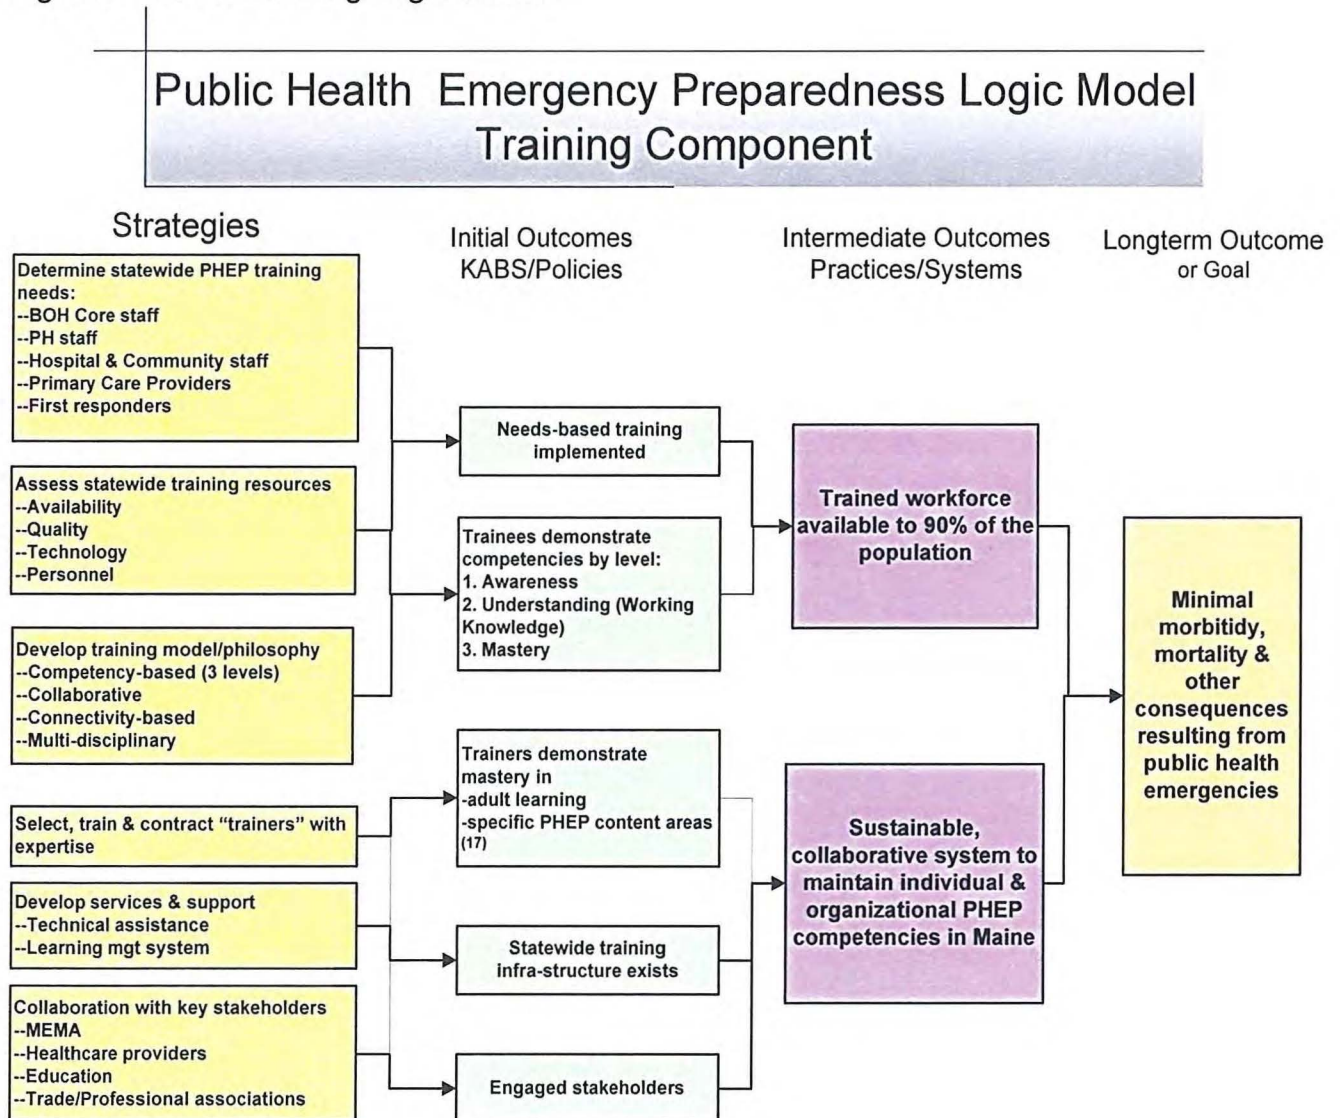 Public Health Emergency Preparedness Logic Model
Training Component
Strategies
Determine statewide PHEP training
needs:
--BOH Core staff
--PH staff
--Hospital & Community staff
--Primary Care Providers
--First responders
Assess statewide training resources
--Availability
--Quality
--Technology
--Personnel
Develop training model/philosophy
--Competency-based (3 levels)
--Collaborative
--Connectivity-based
--Multi-disciplinary
Select, train & contract “trainers” with
expertise
Develop services & support
--Technical assistance
--Learning mgt system
Collaboration with key stakeholders
--MEMA
--Healthcare providers
--Education
--Trade/Professional associations
Initial Outcomes
KABS/Policies
Needs-based training
implemented
Trainees demonstrate
competencies by level:
1. Awareness
2. Understanding (Working
Knowledge)
3. Mastery
Trainers demonstrate
mastery in
-adult learning
-specific PHEP content areas
(17)
Statewide training
infra-structure exists
Engaged stakeholders
Intermediate Outcomes
Practices/Systems
Trained workforce
available to 90% of the
population
Sustainable,
collaborative system to
maintain individual &
organizational PHEP
competencies in Maine
Longterm Outcome
or Goal
Minimal
morbitidy,
mortality &
other
consequences
resulting from
public health
emergencies